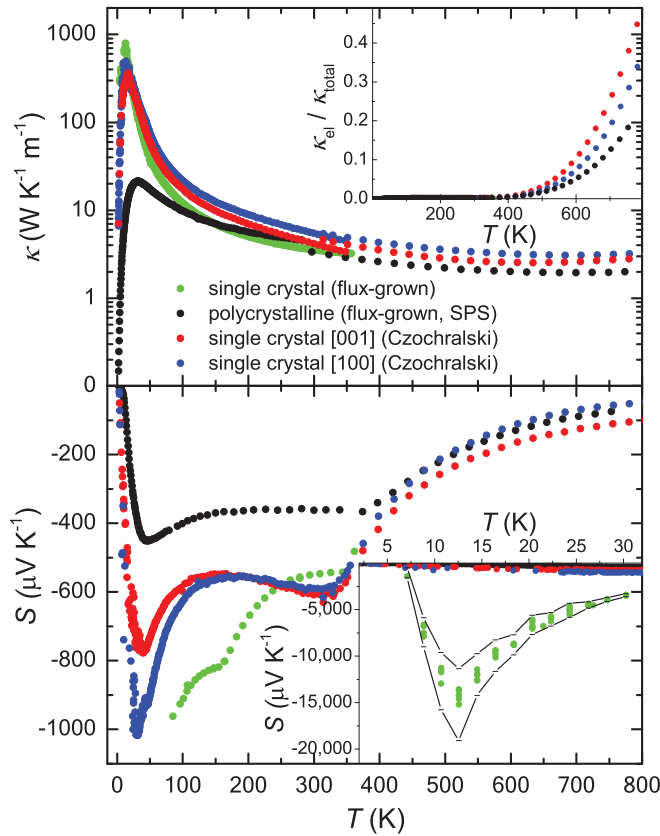 1000
100
10
1
0
κ (W K⁻¹ m⁻¹)
0.4
0.3
0.2
0.1
0.0
κel / κtotal
200 400 600
T (K)
single crystal (flux-grown)
polycrystalline (flux-grown, SPS)
single crystal [001] (Czochralski)
single crystal [100] (Czochralski)
-200
-400
-600
-800
-1000
S (μV K⁻¹)
T (K)
5 10 15 20 25 30
-5,000
-10,000
-15,000
-20,000
S (μV K⁻¹)
0 100 200 300 400 500 600 700 800
T (K)